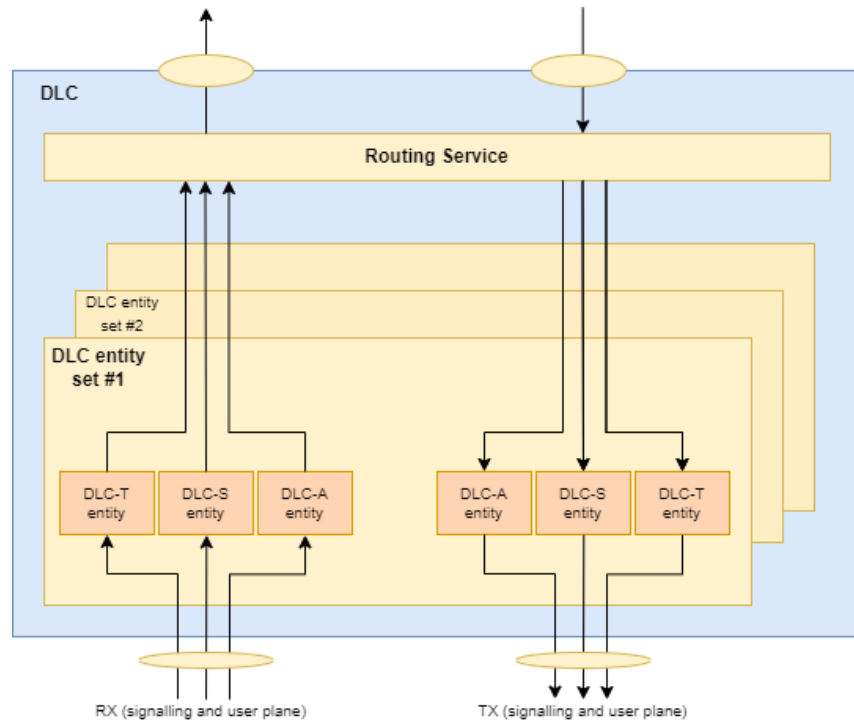 DLC
Routing Service
DLC entity
set #2
DLC entity
set #1
DLC-T
entity
DLC-S
entity
DLC-A
entity
DLC-A
entity
DLC-S
entity
DLC-T
entity
RX (signalling and user plane)
TX (signalling and user plane)